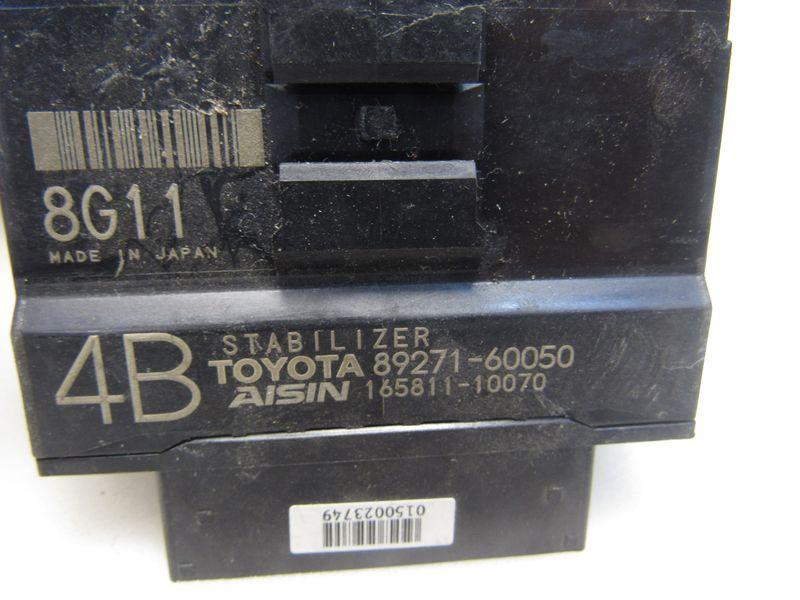 8G11
MADE IN JAPAN
4B
STABILIZER
TOYOTA 89271-60050
AISIN 165811-10070
0150023749